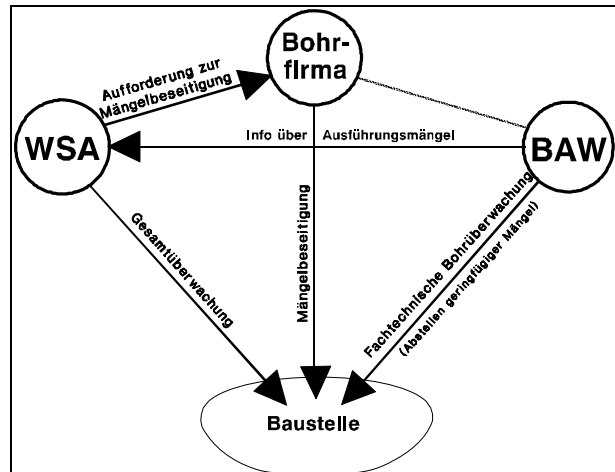 Bohr-
firma
Aufforderung zur
Mängelbeseitigung
WSA
Info über Ausführungsmängel
BAW
Gesamtüberwachung
Mängelbeseitigung
Fachtechnische Bohrüberwachung
(Abstellen geringfügiger Mängel)
Baustelle